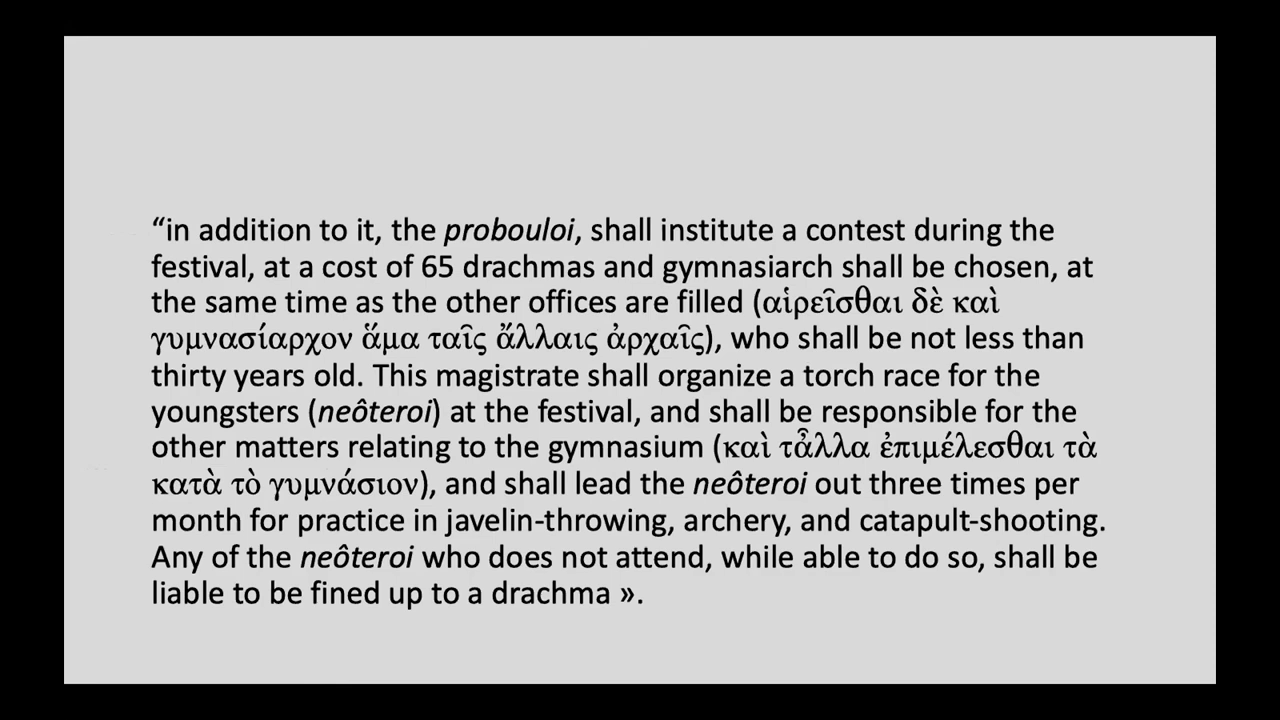 “in addition to it, the probouloi, shall institute a contest during the
festival, at a cost of 65 drachmas and gymnasiarch shall be chosen, at
the same time as the other offices are filled (αἱρεῖσθαι δὲ καὶ
γυμνασίαρχον ἅμα ταῖς ἄλλαις ἀρχαῖς), who shall be not less than
thirty years old. This magistrate shall organize a torch race for the
youngsters (neôteroi) at the festival, and shall be responsible for the
other matters relating to the gymnasium (καὶ τἆλλα ἐπιμέλεσθαι τὰ
κατὰ τὸ γυμνάσιον), and shall lead the neôteroi out three times per
month for practice in javelin-throwing, archery, and catapult-shooting.
Any of the neôteroi who does not attend, while able to do so, shall be
liable to be fined up to a drachma ».